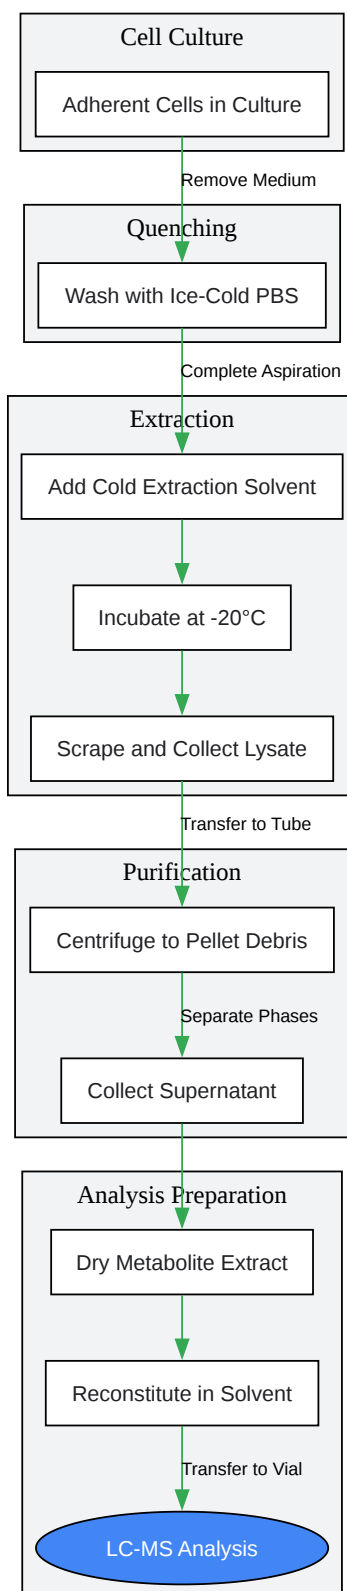 Cell Culture
Adherent Cells in Culture
Remove Medium
Quenching
Wash with Ice-Cold PBS
Complete Aspiration
Extraction
Add Cold Extraction Solvent
Incubate at -20°C
Scrape and Collect Lysate
Transfer to Tube
Purification
Centrifuge to Pellet Debris
Separate Phases
Collect Supernatant
Analysis Preparation
Dry Metabolite Extract
Reconstitute in Solvent
Transfer to Vial
LC-MS Analysis